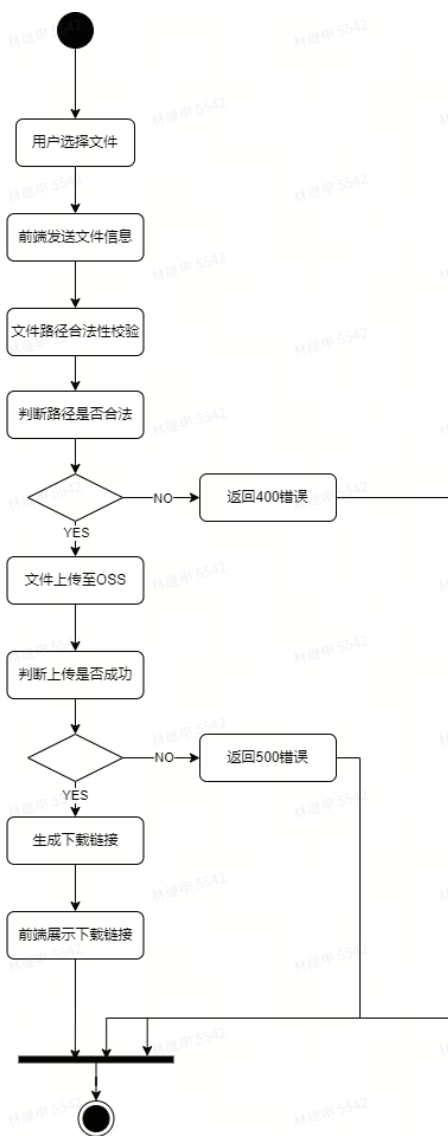 用户选择文件
前端发送文件信息
文件路径合法性校验
判断路径是否合法
NO
返回400错误
YES
文件上传至OSS
判断上传是否成功
NO
返回500错误
YES
生成下载链接
前端展示下载链接
林继申 5542